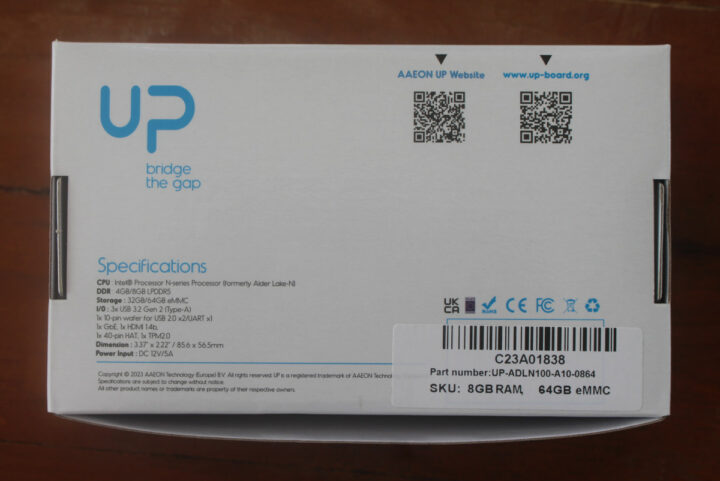 UP
bridge
the gap
AAEON UP Website
www.up-board.org
Specifications
CPU : Intel® Processor N-series Processor (formerly Alder Lake-N)
DDR : 4GB/8GB LPDDR5
Storage : 32GB/64GB eMMC
I/O : 3x USB 3.2 Gen 2 (Type-A)
1x 10-pin wafer for USB 2.0 x2/UART x1
1x GbE, 1x HDMI 1.4b,
1x 40-pin HAT, 1x TPM2.0
Dimension : 3.37" x 2.22" / 85.6 x 56.5mm
Power Input : DC 12V/5A
Copyright © 2023 AAEON Technology (Europe) B.V. All rights reserved. UP is a registered trademark of AAEON Technolo
Specifications are subject to change without notice.
All other product names or trademarks are property of their respective owners.
UK
CA
CE
FC
C23A01838
Part number:UP-ADLN100-A10-0864
SKU: 8GB RAM, 64GB eMMC